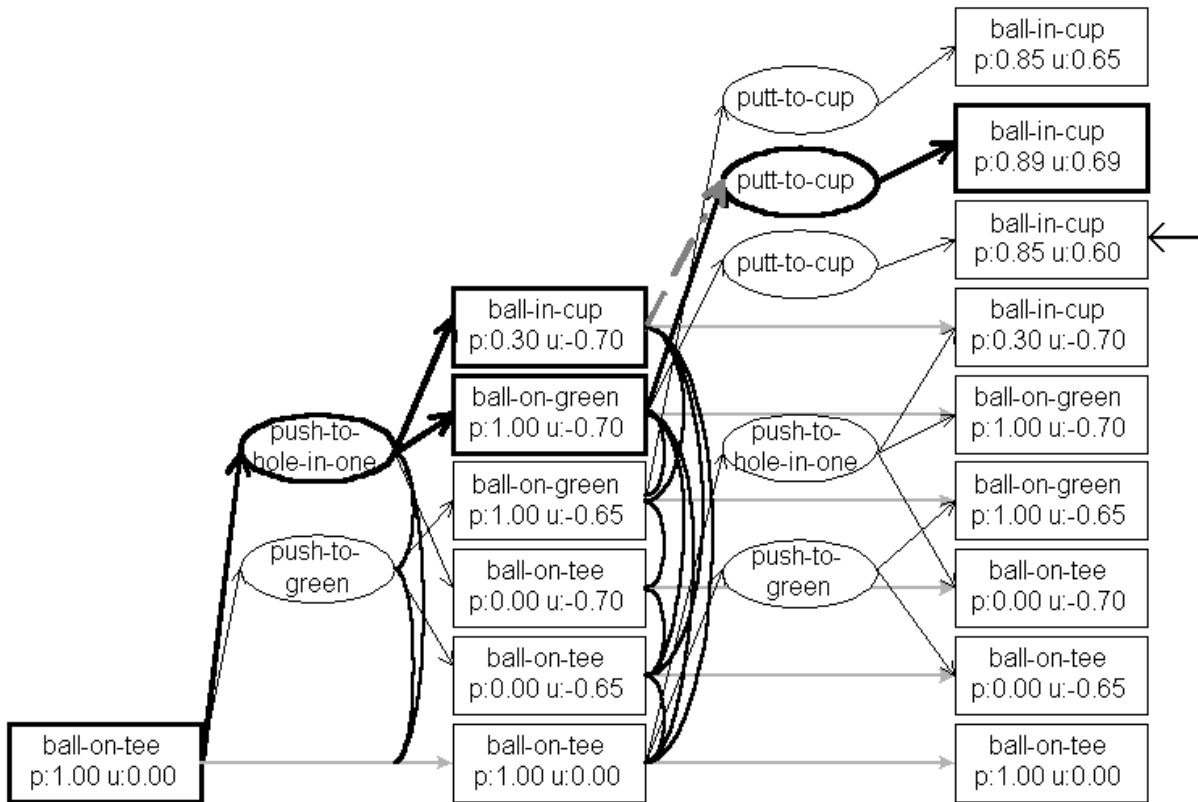 ball-on-tee
p:1.00 u:0.00
push-to-
hole-in-one
push-to-
green
ball-in-cup
p:0.30 u:-0.70
ball-on-green
p:1.00 u:-0.70
ball-on-green
p:1.00 u:-0.65
ball-on-tee
p:0.00 u:-0.70
ball-on-tee
p:0.00 u:-0.65
ball-on-tee
p:1.00 u:0.00
putt-to-cup
putt-to-cup
putt-to-cup
push-to-
hole-in-one
push-to-
green
ball-in-cup
p:0.85 u:0.65
ball-in-cup
p:0.89 u:0.69
ball-in-cup
p:0.85 u:0.60
ball-in-cup
p:0.30 u:-0.70
ball-on-green
p:1.00 u:-0.70
ball-on-green
p:1.00 u:-0.65
ball-on-tee
p:0.00 u:-0.70
ball-on-tee
p:0.00 u:-0.65
ball-on-tee
p:1.00 u:0.00